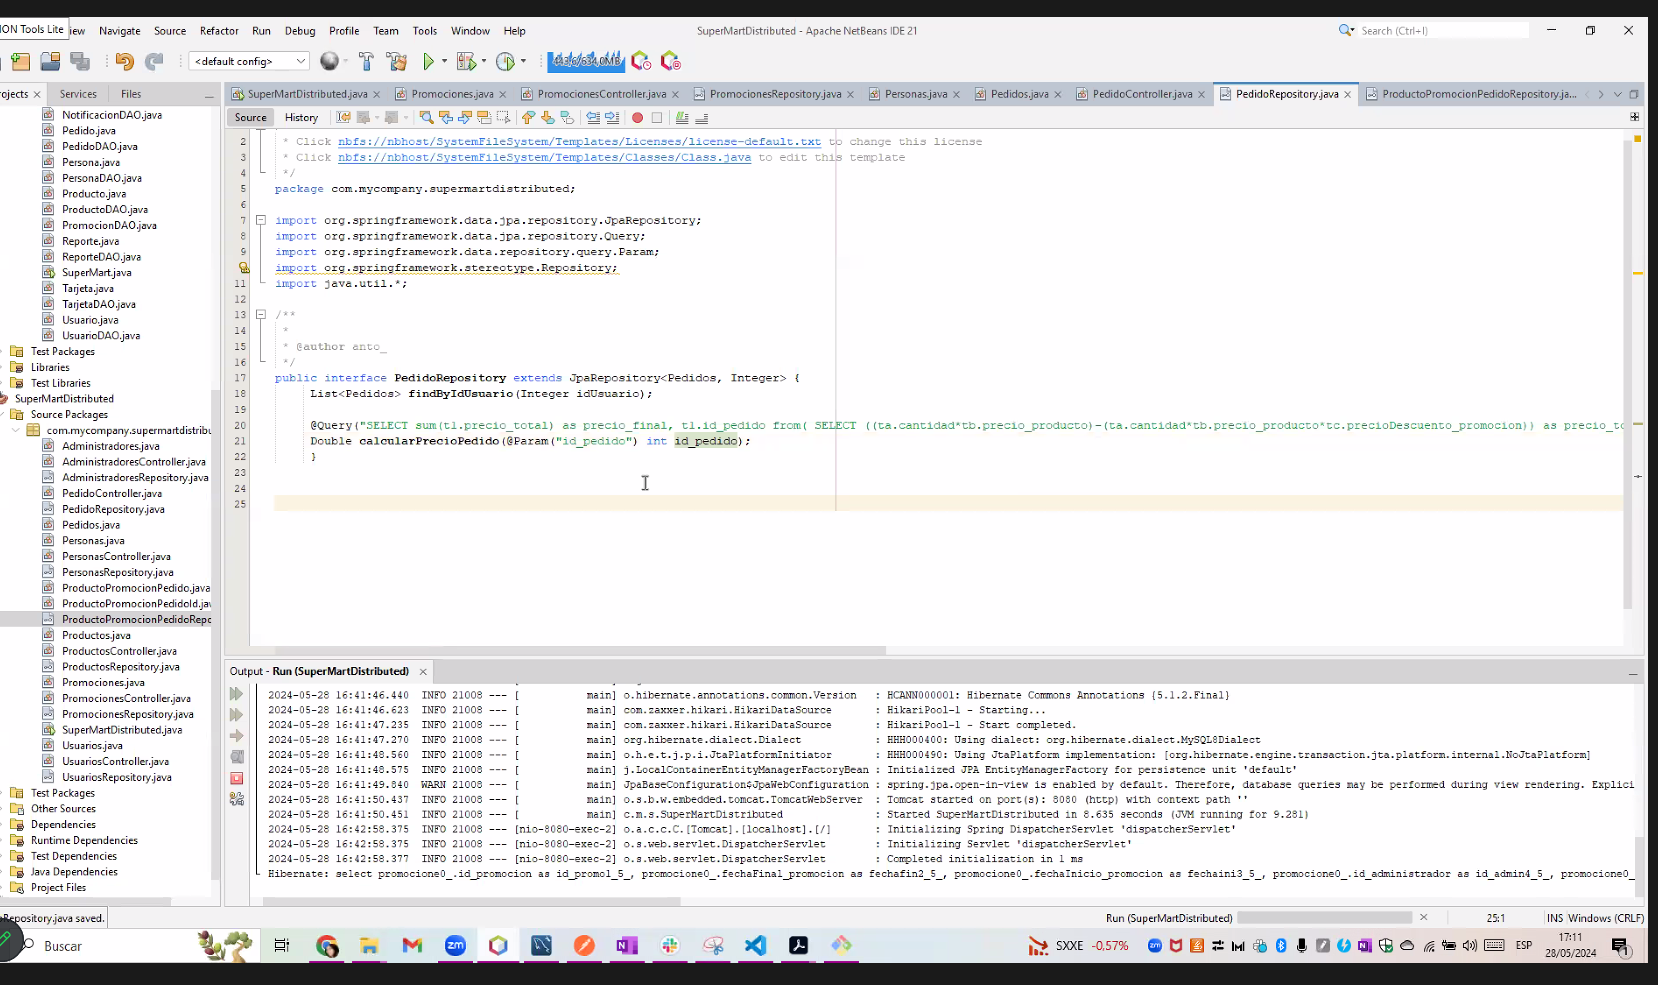 ION Tools Lite
iew Navigate Source Refactor Run Debug Profile Team Tools Window Help
SuperMartDistributed - Apache NetBeans IDE 21
Search (Ctrl+I)
<default config>
443,6/634,0MB
rojects Services Files
SuperMartDistributed.java Promociones.java PromocionesController.java PromocionesRepository.java Personas.java Pedidos.java PedidoController.java PedidoRepository.java ProductoPromocionPedidoRepository.ja...
Source History
NotificacionDAO.java
Pedido.java
PedidoDAO.java
Persona.java
PersonaDAO.java
Producto.java
ProductoDAO.java
PromocionDAO.java
Reporte.java
ReporteDAO.java
SuperMart.java
Tarjeta.java
TarjetaDAO.java
Usuario.java
UsuarioDAO.java
Test Packages
Libraries
Test Libraries
SuperMartDistributed
Source Packages
com.mycompany.supermartdistribu
Administradores.java
AdministradoresController.java
AdministradoresRepository.java
PedidoController.java
PedidoRepository.java
Pedidos.java
Personas.java
PersonasController.java
PersonasRepository.java
ProductoPromocionPedido.java
ProductoPromocionPedidoId.jav
ProductoPromocionPedidoRepo
Productos.java
ProductosController.java
ProductosRepository.java
Promociones.java
PromocionesController.java
PromocionesRepository.java
SuperMartDistributed.java
Usuarios.java
UsuariosController.java
UsuariosRepository.java
Test Packages
Other Sources
Dependencies
Runtime Dependencies
Test Dependencies
Java Dependencies
Project Files
2 * Click nbfs://nbhost/SystemFileSystem/Templates/Licenses/license-default.txt to change this license
3 * Click nbfs://nbhost/SystemFileSystem/Templates/Classes/Class.java to edit this template
4 */
5 package com.mycompany.supermartdistributed;
6
7 import org.springframework.data.jpa.repository.JpaRepository;
8 import org.springframework.data.jpa.repository.Query;
9 import org.springframework.data.repository.query.Param;
import org.springframework.stereotype.Repository;
11 import java.util.*;
12
13 /**
14 *
15 * @author anto_
16 */
17 public interface PedidoRepository extends JpaRepository<Pedidos, Integer> {
18 List<Pedidos> findByIdUsuario(Integer idUsuario);
19
20 @Query("SELECT sum(tl.precio_total) as precio_final, tl.id_pedido from( SELECT ((ta.cantidad*tb.precio_producto)-(ta.cantidad*tb.precio_producto*tc.precioDescuento_promocion)) as precio_to
21 Double calcularPrecioPedido(@Param("id_pedido") int id_pedido);
22 }
23
24
25
Output - Run (SuperMartDistributed)
2024-05-28 16:41:46.440 INFO 21008 --- [ main] o.hibernate.annotations.common.Version : HCANN000001: Hibernate Commons Annotations {5.1.2.Final}
2024-05-28 16:41:46.623 INFO 21008 --- [ main] com.zaxxer.hikari.HikariDataSource : HikariPool-1 - Starting...
2024-05-28 16:41:47.235 INFO 21008 --- [ main] com.zaxxer.hikari.HikariDataSource : HikariPool-1 - Start completed.
2024-05-28 16:41:47.270 INFO 21008 --- [ main] org.hibernate.dialect.Dialect : HHH000400: Using dialect: org.hibernate.dialect.MySQL8Dialect
2024-05-28 16:41:48.560 INFO 21008 --- [ main] o.h.e.t.j.p.i.JtaPlatformInitiator : HHH000490: Using JtaPlatform implementation: [org.hibernate.engine.transaction.jta.platform.internal.NoJtaPlatform]
2024-05-28 16:41:48.575 INFO 21008 --- [ main] j.LocalContainerEntityManagerFactoryBean : Initialized JPA EntityManagerFactory for persistence unit 'default'
2024-05-28 16:41:49.840 WARN 21008 --- [ main] JpaBaseConfiguration$JpaWebConfiguration : spring.jpa.open-in-view is enabled by default. Therefore, database queries may be performed during view rendering. Explici
2024-05-28 16:41:50.437 INFO 21008 --- [ main] o.s.b.w.embedded.tomcat.TomcatWebServer : Tomcat started on port(s): 8080 (http) with context path ''
2024-05-28 16:41:50.451 INFO 21008 --- [ main] c.m.s.SuperMartDistributed : Started SuperMartDistributed in 8.635 seconds (JVM running for 9.281)
2024-05-28 16:42:58.375 INFO 21008 --- [nio-8080-exec-2] o.a.c.c.C.[Tomcat].[localhost].[/] : Initializing Spring DispatcherServlet 'dispatcherServlet'
2024-05-28 16:42:58.376 INFO 21008 --- [nio-8080-exec-2] o.s.web.servlet.DispatcherServlet : Initializing Servlet 'dispatcherServlet'
2024-05-28 16:42:58.377 INFO 21008 --- [nio-8080-exec-2] o.s.web.servlet.DispatcherServlet : Completed initialization in 1 ms
Hibernate: select promocione0_.id_promocion as id_promo1_5_, promocione0_.fechaFinal_promocion as fechafin2_5_, promocione0_.fechaInicio_promocion as fechaini3_5_, promocione0_.id_administrador as id_admin4_5_, promocione0_
Repository.java saved.
Run (SuperMartDistributed) 25:1 INS Windows (CRLF)
Buscar
SXXE -0,57% ESP
17:11
28/05/2024